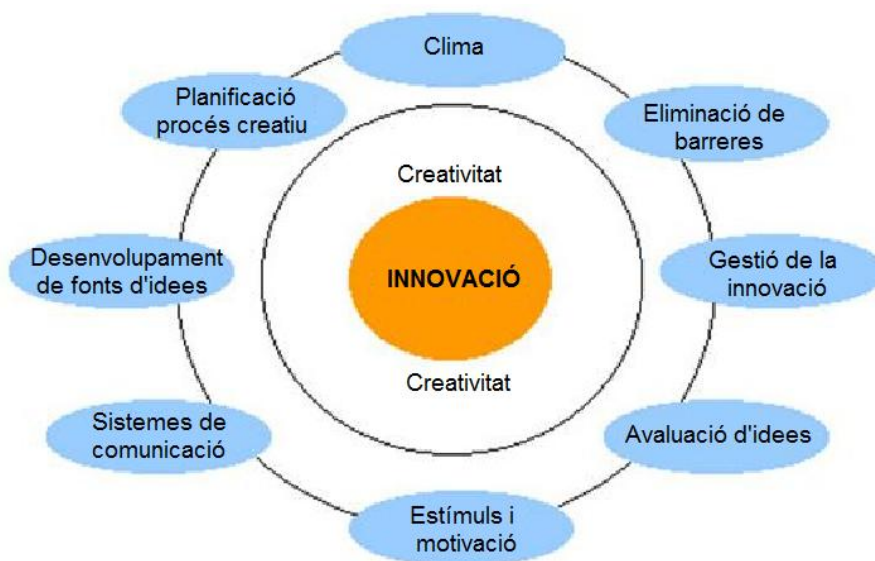 Clima
Planificació
procés creatiu
Eliminació de
barreres
Creativitat
Desenvolupament
de fonts d'idees
INNOVACIÓ
Gestió de la
innovació
Creativitat
Sistemes de
comunicació
Avaluació d'idees
Estímuls i
motivació